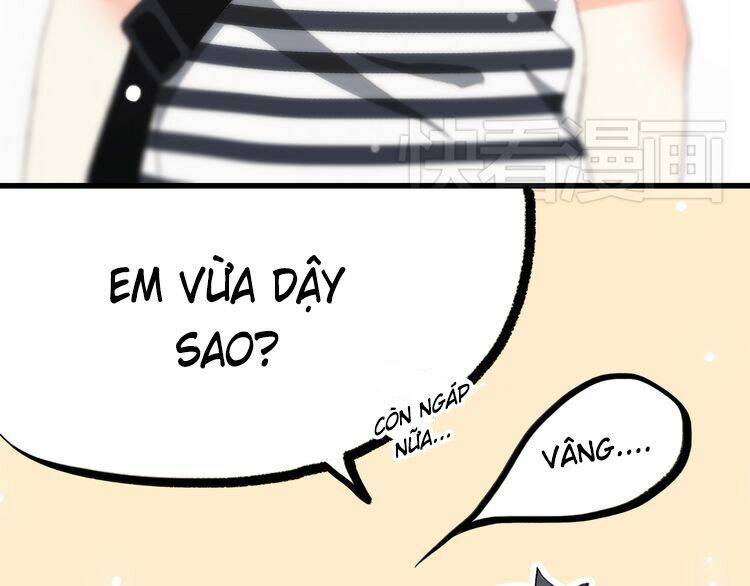 快看漫画
EM VỪA DẬY
SAO?
CÒN NGÁP
NỮA...
VÂNG....